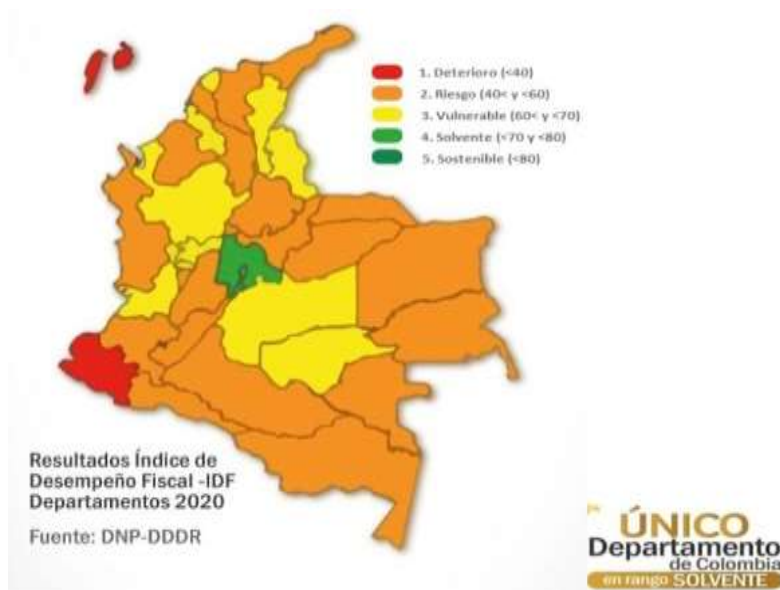 1. Deterioro (<40)
2. Riesgo (40< y <60)
3. Vulnerable (60< y <70)
4. Solvente (<70 y <80)
5. Sostenible (<80)
Resultados Índice de
Desempeño Fiscal -IDF
Departamentos 2020
Fuente: DNP-DDDR
ÚNICO
Departamento
de Colombia
en rango SOLVENTE